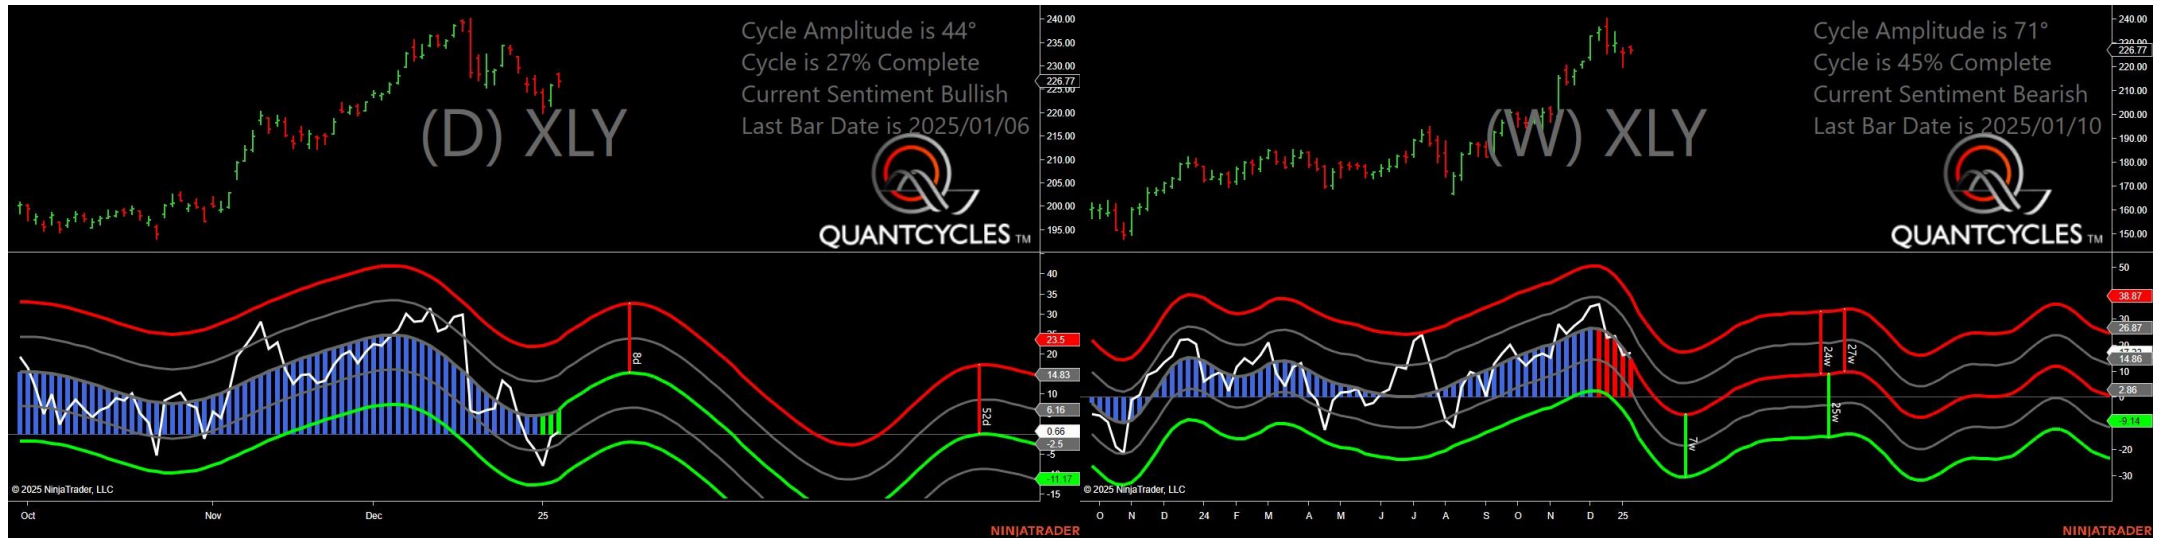 Cycle Amplitude is 44°
Cycle is 27% Complete
Current Sentiment Bullish
Last Bar Date is 2025/01/06
(D) XLY
QUANTCYCLES TM
240.00
235.00
230.00
226.77
225.00
220.00
215.00
210.00
205.00
200.00
195.00
40
35
30
23.5
20
14.83
10
6.16
0.66
-2.5
-5
-11.17
-15
8d
52d
© 2025 NinjaTrader, LLC
Oct
Nov
Dec
25
NINJATRADER
Cycle Amplitude is 71°
Cycle is 45% Complete
Current Sentiment Bearish
Last Bar Date is 2025/01/10
(W) XLY
QUANTCYCLES TM
240.00
230.00
226.77
220.00
210.00
200.00
190.00
180.00
170.00
160.00
150.00
50
38.87
30
26.87
14.86
10
2.86
-9.14
-20
-30
7w
24w
27w
25w
© 2025 NinjaTrader, LLC
O N D 24 F M A M J J A S O N D 25
NINJATRADER